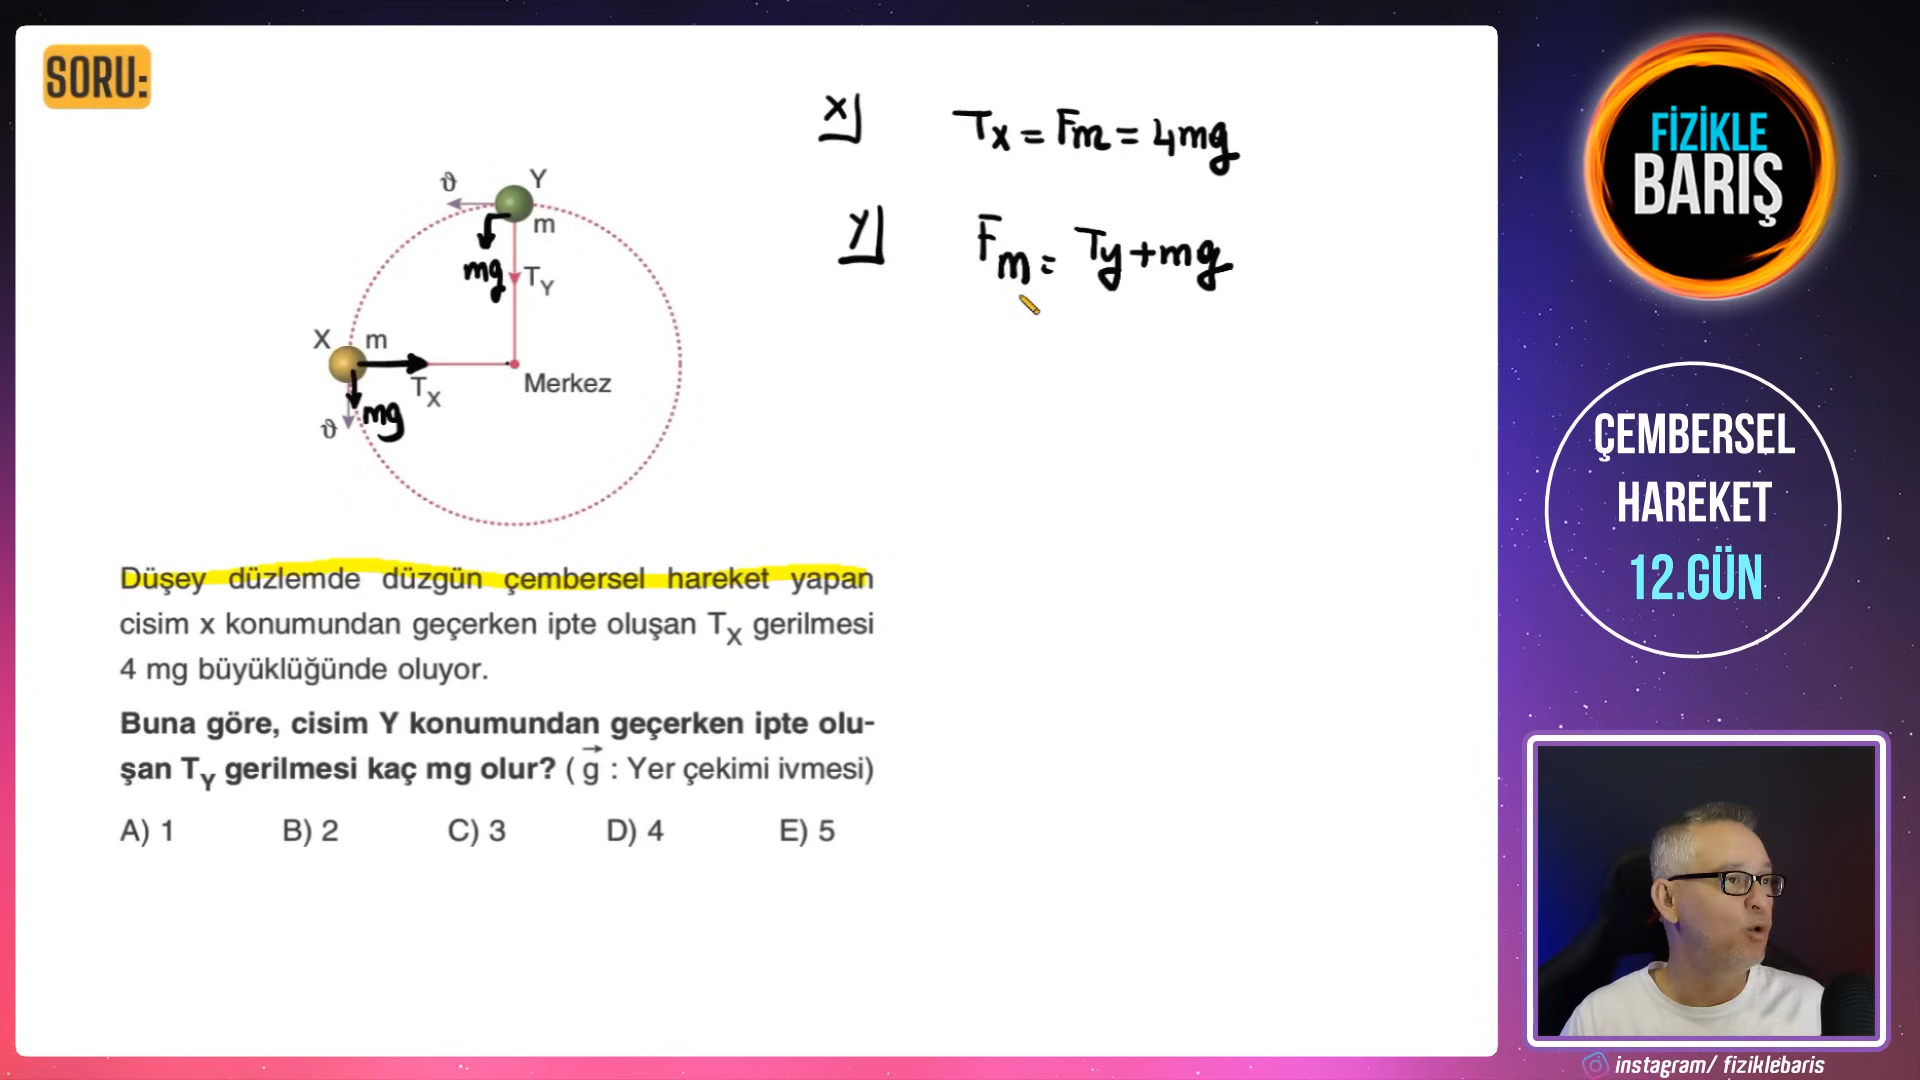 SORU:
X
Tx = Fm = 4mg
Y
Fm = Ty + mg
ϑ
Y
m
mg
TY
X
m
TX
Merkez
mg
ϑ
Düşey düzlemde düzgün çembersel hareket yapan
cisim x konumundan geçerken ipte oluşan TX gerilmesi
4 mg büyüklüğünde oluyor.
Buna göre, cisim Y konumundan geçerken ipte olu-
şan TY gerilmesi kaç mg olur? ( g⃗ : Yer çekimi ivmesi)
A) 1 B) 2 C) 3 D) 4 E) 5
FİZİKLE
BARIŞ
ÇEMBERSEL
HAREKET
12.GÜN
instagram/ fiziklebaris